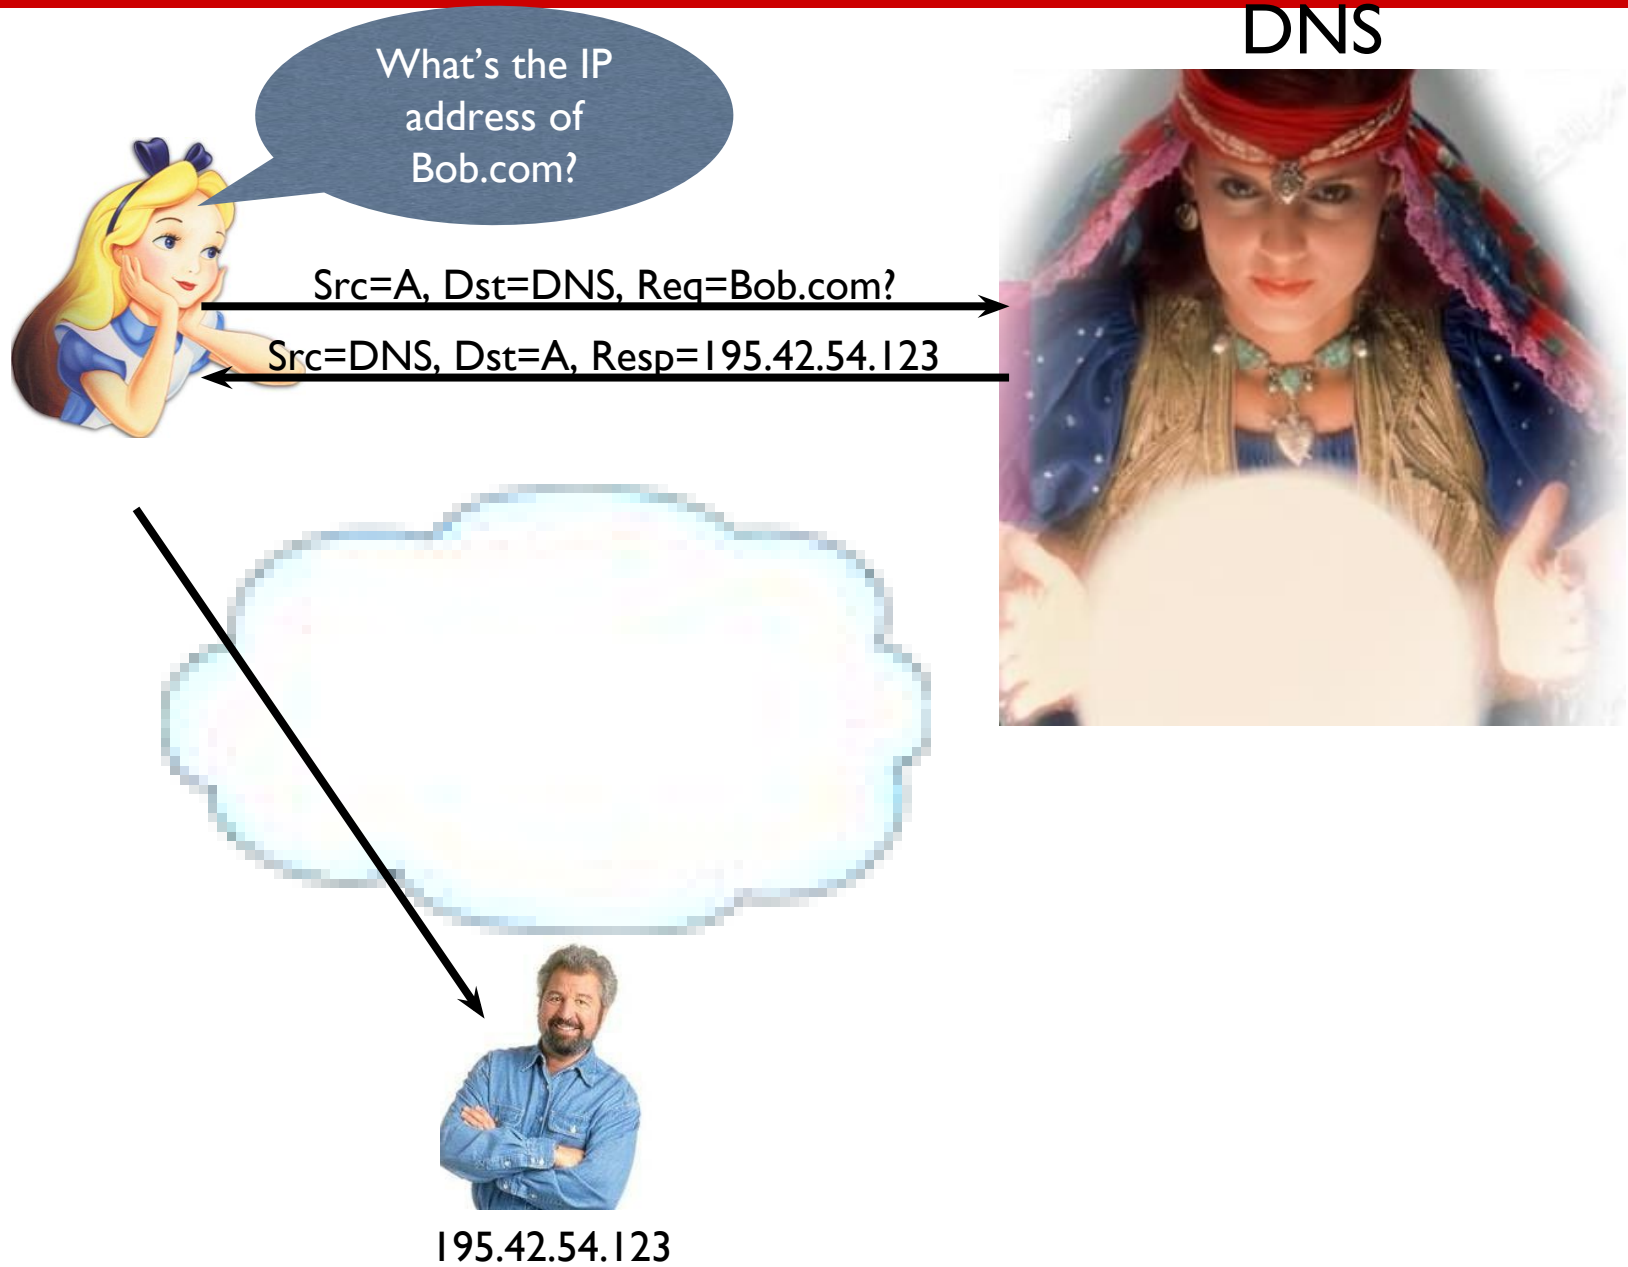 DNS
What's the IP
address of
Bob.com?
Src=A, Dst=DNS, Req=Bob.com?
Src=DNS, Dst=A, Resp=195.42.54.123
195.42.54.123